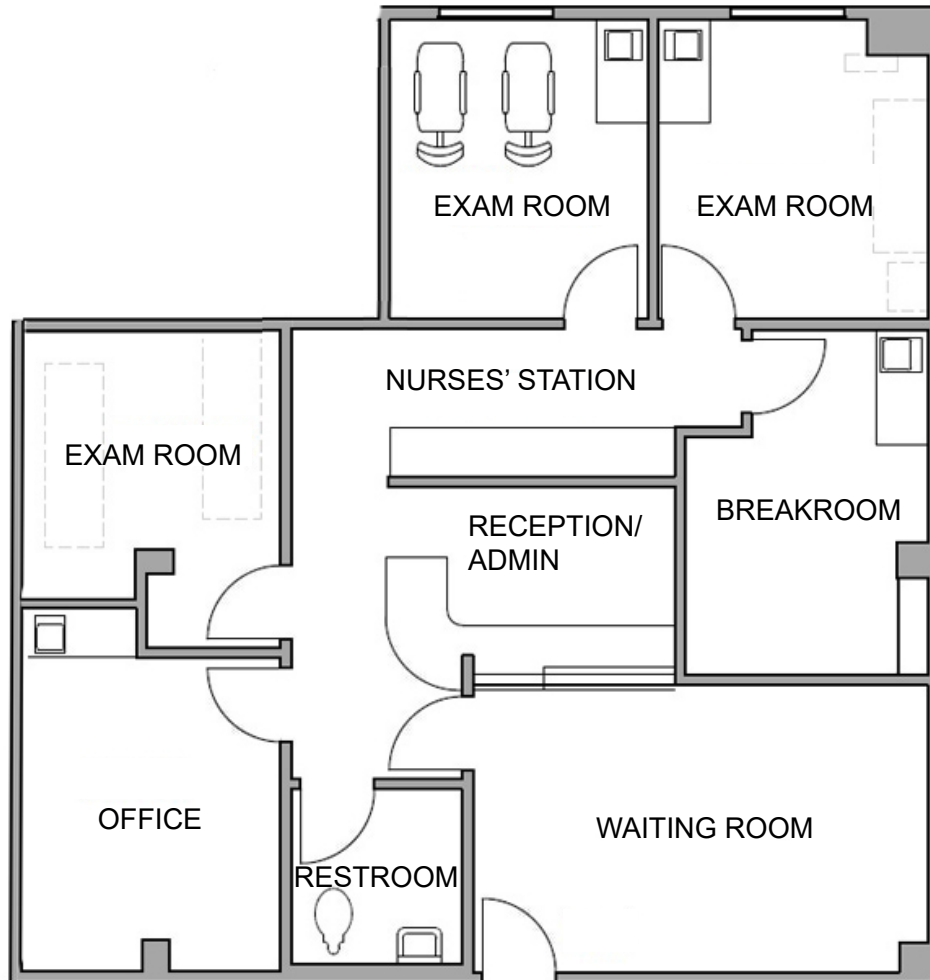 EXAM ROOM
EXAM ROOM
NURSES’ STATION
EXAM ROOM
RECEPTION/
ADMIN
BREAKROOM
OFFICE
WAITING ROOM
RESTROOM